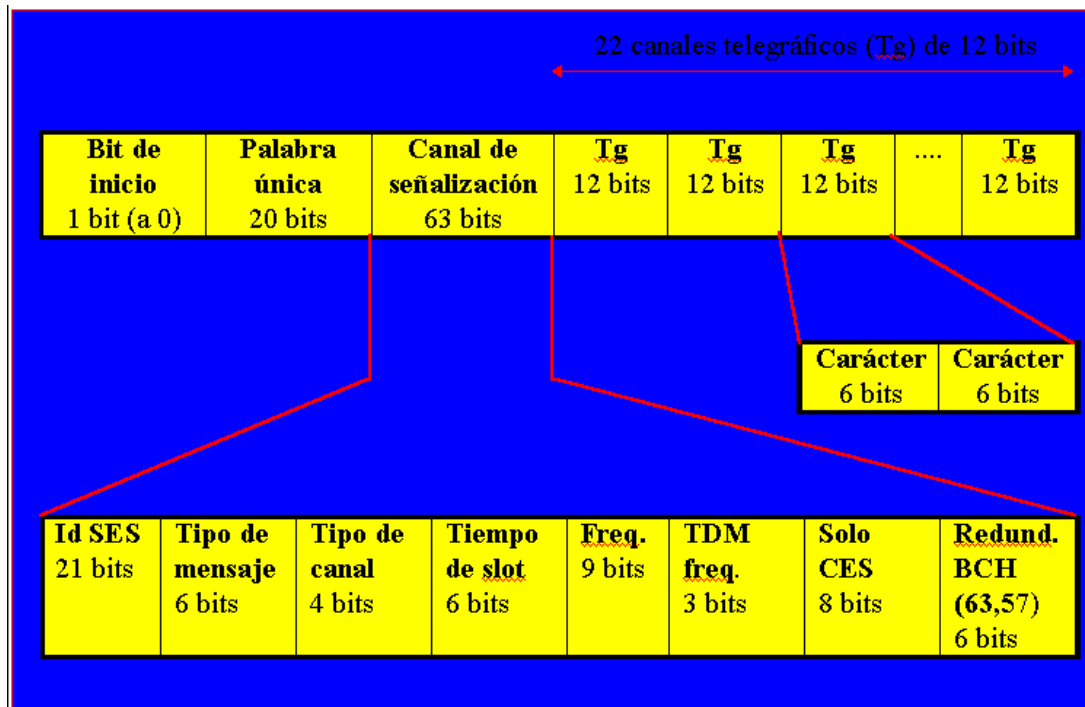 22 canales telegráficos (Tg) de 12 bits
Bit de
inicio
1 bit (a 0)
Palabra
única
20 bits
Canal de
señalización
63 bits
Tg
12 bits
Tg
12 bits
Tg
12 bits
....
Tg
12 bits
Carácter
6 bits
Carácter
6 bits
Id SES
21 bits
Tipo de
mensaje
6 bits
Tipo de
canal
4 bits
Tiempo
de slot
6 bits
Freq.
9 bits
TDM
freq.
3 bits
Solo
CES
8 bits
Redund.
BCH
(63,57)
6 bits